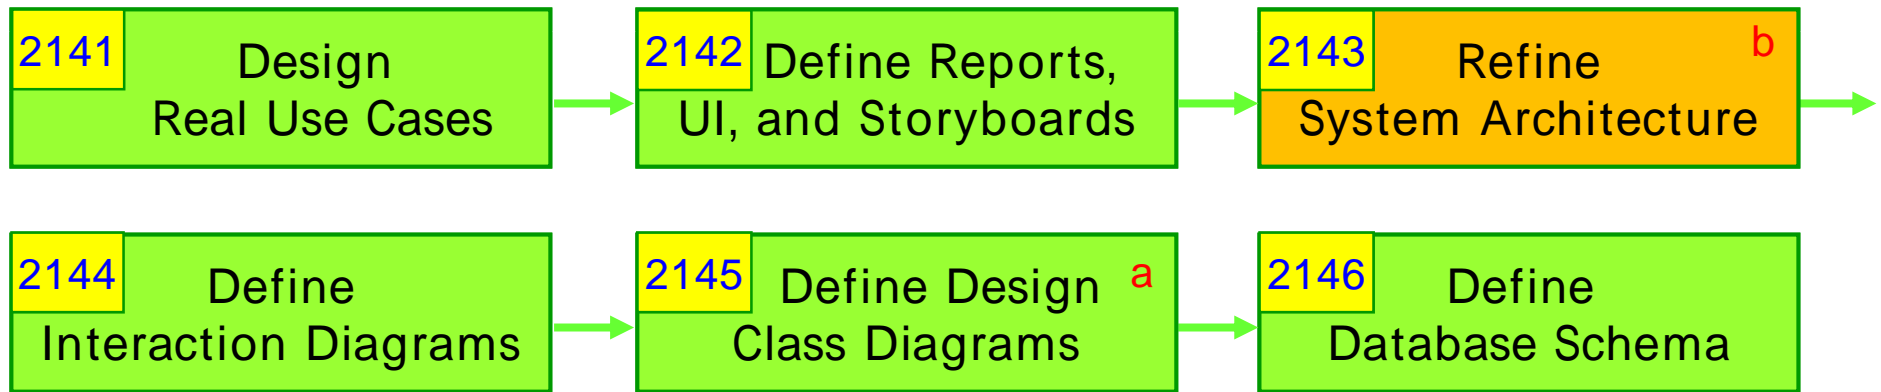 2141
Design
Real Use Cases
2142
Define Reports,
UI, and Storyboards
2143
Refine
b
System Architecture
2144
Define
Interaction Diagrams
2145
Define Design
a
Class Diagrams
2146
Define
Database Schema